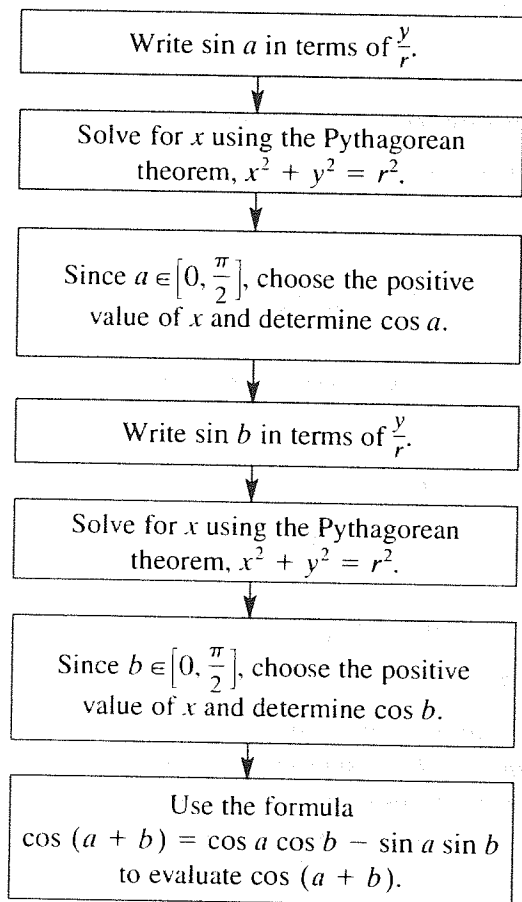 Write sin a in terms of y/r.
Solve for x using the Pythagorean
theorem, x² + y² = r².
Since a ∈ [0, π/2], choose the positive
value of x and determine cos a.
Write sin b in terms of y/r.
Solve for x using the Pythagorean
theorem, x² + y² = r².
Since b ∈ [0, π/2], choose the positive
value of x and determine cos b.
Use the formula
cos (a + b) = cos a cos b − sin a sin b
to evaluate cos (a + b).